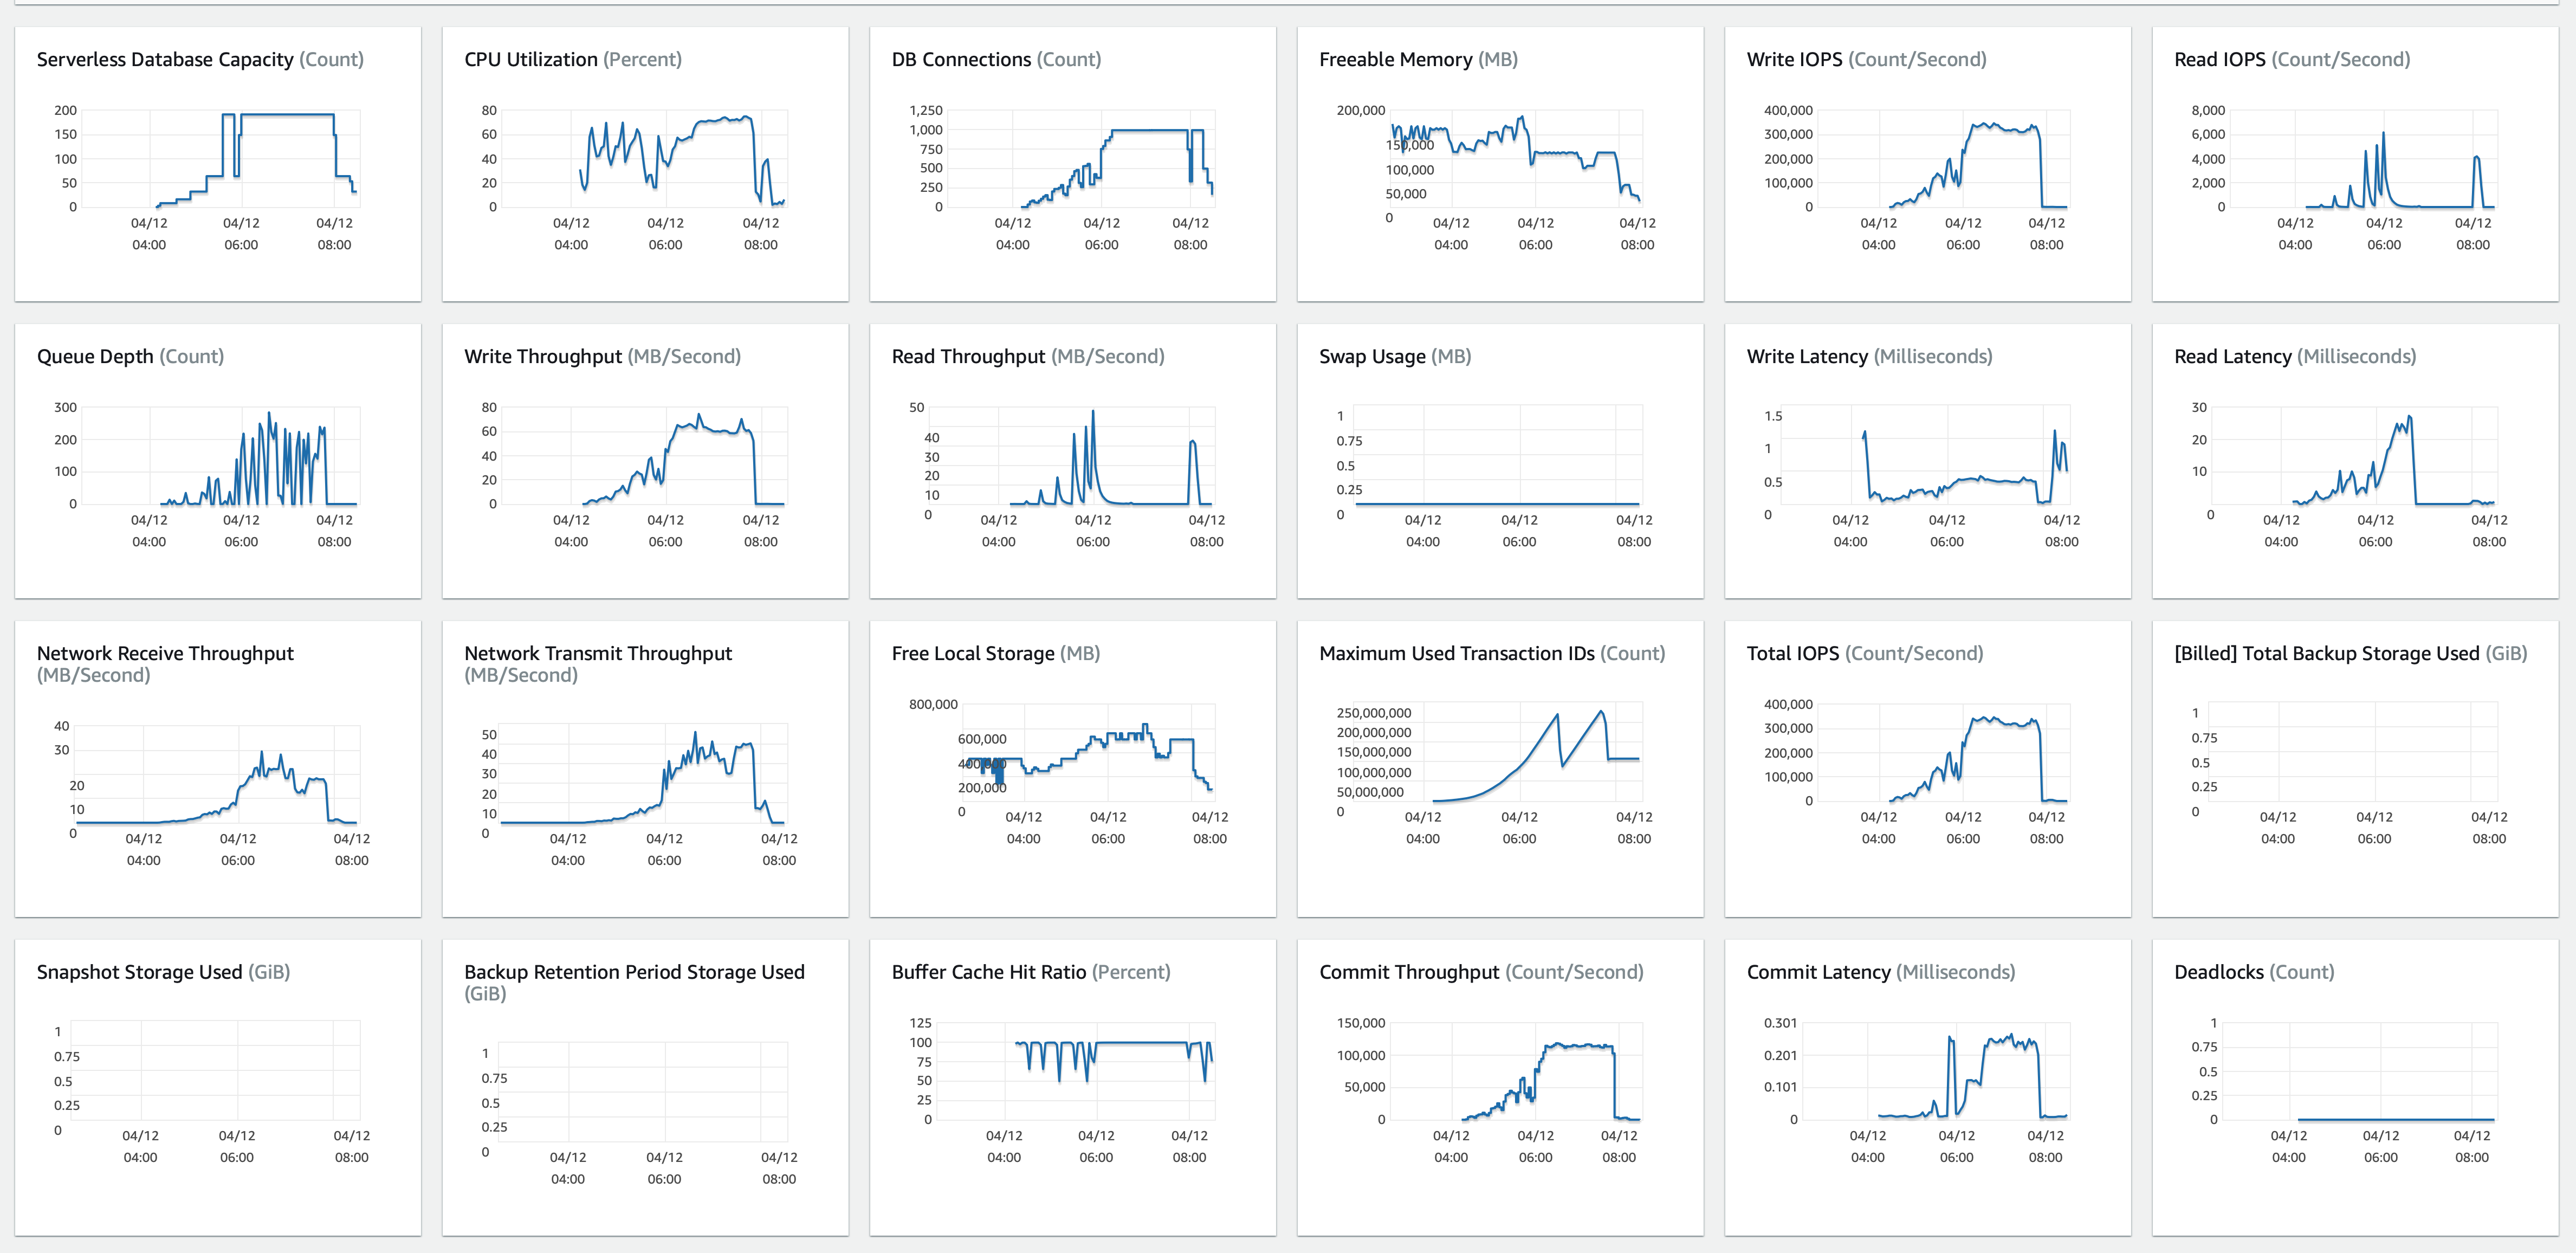 Serverless Database Capacity (Count)
200
150
100
50
0
04/12 04/12 04/12
04:00 06:00 08:00
CPU Utilization (Percent)
80
60
40
20
0
04/12 04/12 04/12
04:00 06:00 08:00
DB Connections (Count)
1,250
1,000
750
500
250
0
04/12 04/12 04/12
04:00 06:00 08:00
Freeable Memory (MB)
200,000
150,000
100,000
50,000
0
04/12 04/12 04/12
04:00 06:00 08:00
Write IOPS (Count/Second)
400,000
300,000
200,000
100,000
0
04/12 04/12 04/12
04:00 06:00 08:00
Read IOPS (Count/Second)
8,000
6,000
4,000
2,000
0
04/12 04/12 04/12
04:00 06:00 08:00
Queue Depth (Count)
300
200
100
0
04/12 04/12 04/12
04:00 06:00 08:00
Write Throughput (MB/Second)
80
60
40
20
0
04/12 04/12 04/12
04:00 06:00 08:00
Read Throughput (MB/Second)
50
40
30
20
10
0
04/12 04/12 04/12
04:00 06:00 08:00
Swap Usage (MB)
1
0.75
0.5
0.25
0
04/12 04/12 04/12
04:00 06:00 08:00
Write Latency (Milliseconds)
1.5
1
0.5
0
04/12 04/12 04/12
04:00 06:00 08:00
Read Latency (Milliseconds)
30
20
10
0
04/12 04/12 04/12
04:00 06:00 08:00
Network Receive Throughput
(MB/Second)
40
30
20
10
0
04/12 04/12 04/12
04:00 06:00 08:00
Network Transmit Throughput
(MB/Second)
50
40
30
20
10
0
04/12 04/12 04/12
04:00 06:00 08:00
Free Local Storage (MB)
800,000
600,000
400,000
200,000
0
04/12 04/12 04/12
04:00 06:00 08:00
Maximum Used Transaction IDs (Count)
250,000,000
200,000,000
150,000,000
100,000,000
50,000,000
0
04/12 04/12 04/12
04:00 06:00 08:00
Total IOPS (Count/Second)
400,000
300,000
200,000
100,000
0
04/12 04/12 04/12
04:00 06:00 08:00
[Billed] Total Backup Storage Used (GiB)
1
0.75
0.5
0.25
0
04/12 04/12 04/12
04:00 06:00 08:00
Snapshot Storage Used (GiB)
1
0.75
0.5
0.25
0
04/12 04/12 04/12
04:00 06:00 08:00
Backup Retention Period Storage Used
(GiB)
1
0.75
0.5
0.25
0
04/12 04/12 04/12
04:00 06:00 08:00
Buffer Cache Hit Ratio (Percent)
125
100
75
50
25
0
04/12 04/12 04/12
04:00 06:00 08:00
Commit Throughput (Count/Second)
150,000
100,000
50,000
0
04/12 04/12 04/12
04:00 06:00 08:00
Commit Latency (Milliseconds)
0.301
0.201
0.101
0
04/12 04/12 04/12
04:00 06:00 08:00
Deadlocks (Count)
1
0.75
0.5
0.25
0
04/12 04/12 04/12
04:00 06:00 08:00